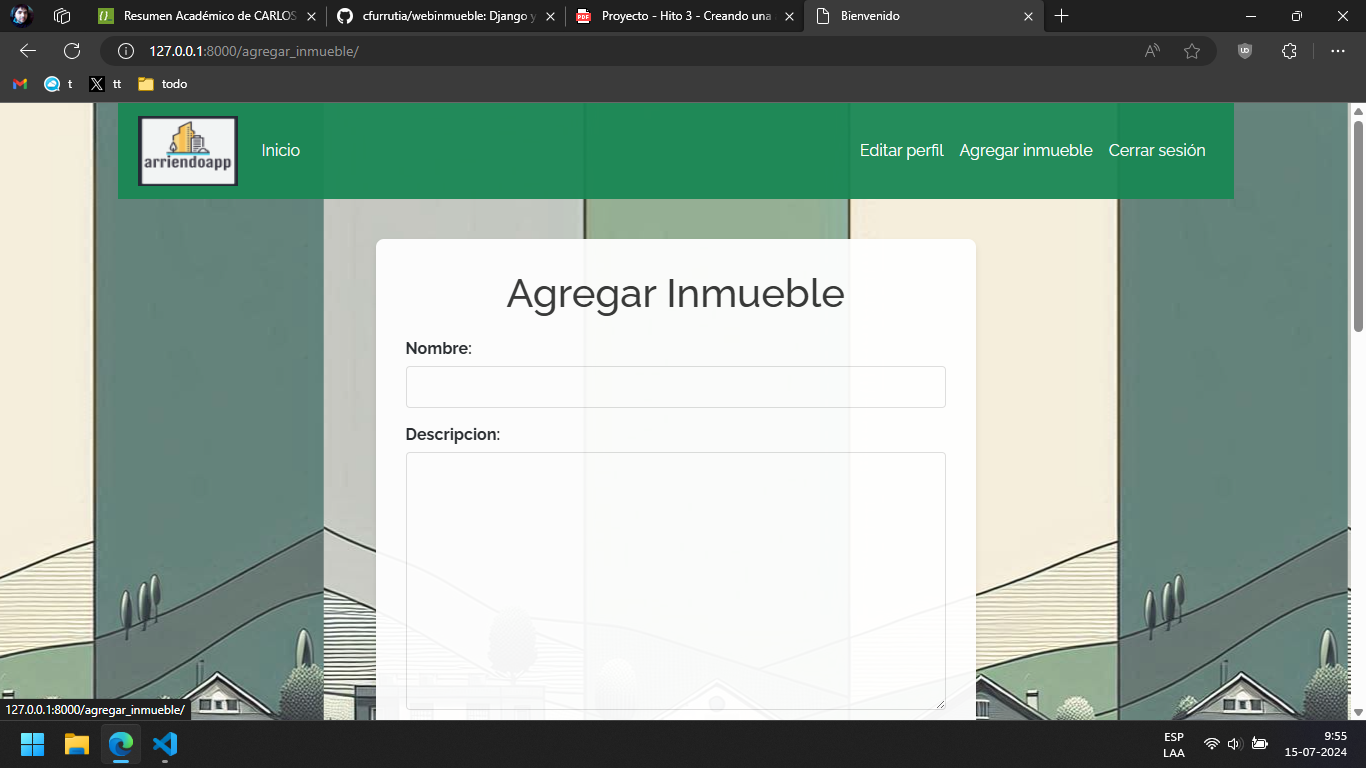 Resumen Académico de CARLOS
cfurrutia/webinmueble: Django y
Proyecto - Hito 3 - Creando una
Bienvenido
127.0.0.1:8000/agregar_inmueble/
t
tt
todo
arriendoapp
Inicio
Editar perfil
Agregar inmueble
Cerrar sesión
Agregar Inmueble
Nombre:
Descripcion:
127.0.0.1:8000/agregar_inmueble/
ESP
LAA
9:55
15-07-2024